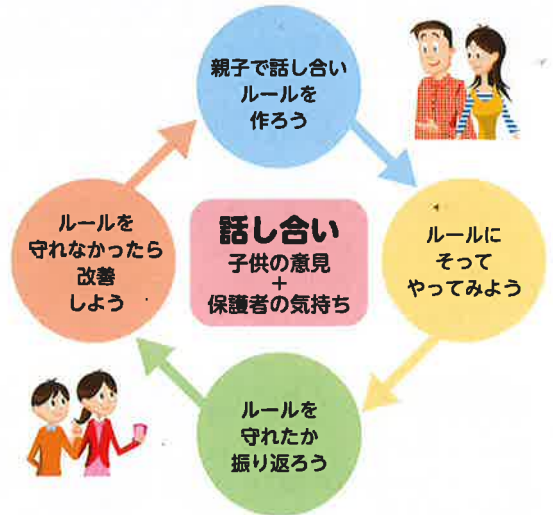 親子で話し合い
ルールを
作ろう
ルールに
そって
やってみよう
ルールを
守れたか
振り返ろう
ルールを
守れなかったら
改善
しよう
話し合い
子供の意見
+
保護者の気持ち